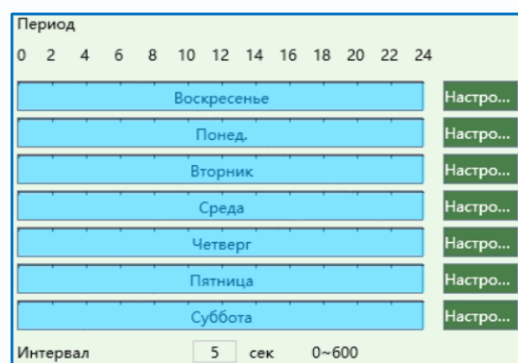 Период
0 2 4 6 8 10 12 14 16 18 20 22 24
Воскресенье Настро...
Понед. Настро...
Вторник Настро...
Среда Настро...
Четверг Настро...
Пятница Настро...
Суббота Настро...
Интервал 5 сек 0~600